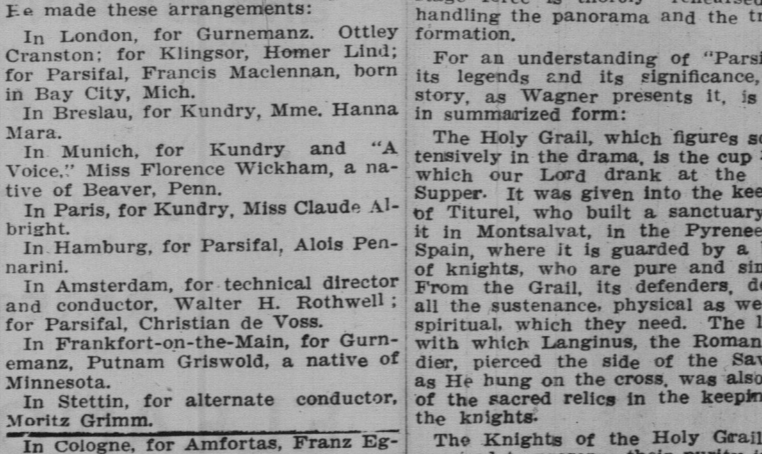 He made these arrangements:
In London, for Gurnemanz. Ottley
Cranston; for Klingsor, Homer Lind;
for Parsifal, Francis Maclennan, born
in Bay City, Mich.
In Breslau, for Kundry, Mme. Hanna
Mara.
In Munich, for Kundry and "A
Voice," Miss Florence Wickham, a na-
tive of Beaver, Penn.
In Paris, for Kundry, Miss Claude Al-
bright.
In Hamburg, for Parsifal, Alois Pen-
narini.
In Amsterdam, for technical director
and conductor, Walter H. Rothwell;
for Parsifal, Christian de Voss.
In Frankfort-on-the-Main, for Gurn-
emanz, Putnam Griswold, a native of
Minnesota.
In Stettin, for alternate conductor,
Moritz Grimm.
In Cologne, for Amfortas, Franz Eg-
handling the panorama and the
formation.
For an understanding of "Parsi
its legends and its significance,
story, as Wagner presents it, is
in summarized form:
The Holy Grail, which figures
tensively in the drama, is the cup
which our Lord drank at the
Supper. It was given into the kee
of Titurel, who built a sanctuary
it in Montsalvat, in the Pyrenee
Spain, where it is guarded by a
of knights, who are pure and
From the Grail, its defenders,
all the sustenance, physical as we
spiritual, which they need. The
with which Langinus, the Roman
dier, pierced the side of the Sav
as He hung on the cross, was also
of the sacred relics in the keepin
the knights.
The Knights of the Holy Grail